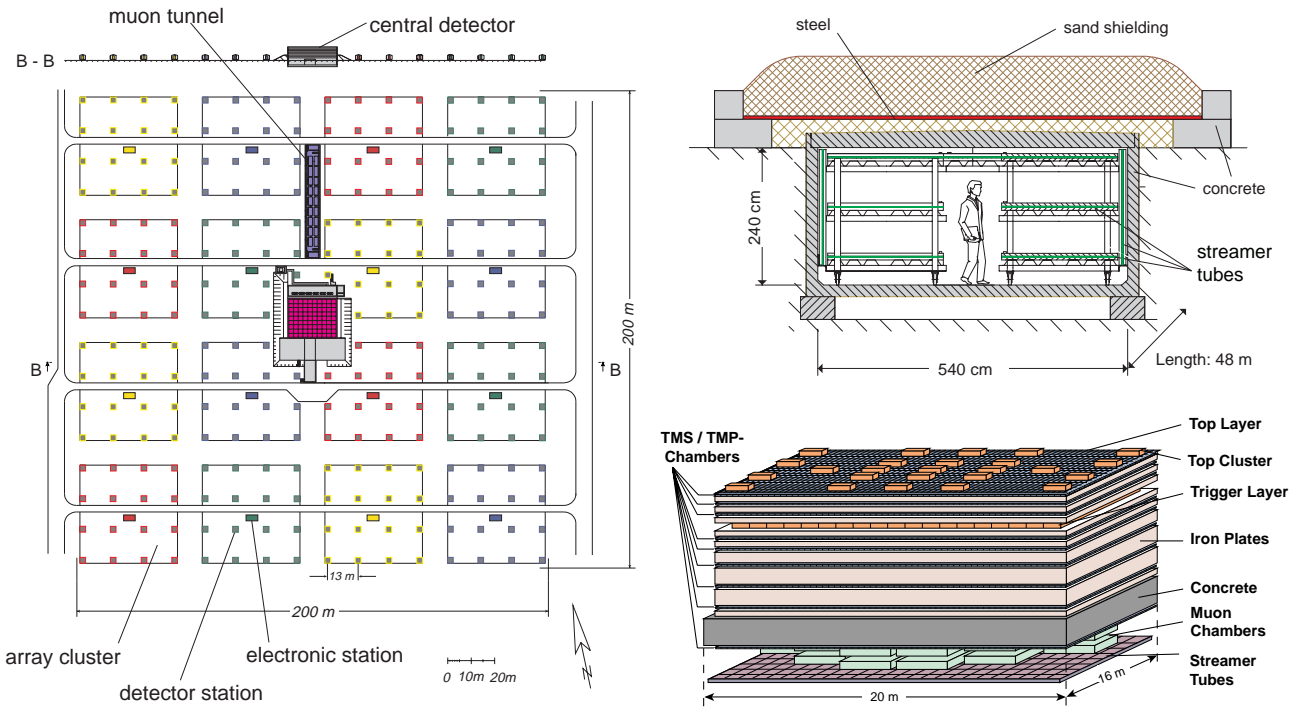 muon tunnel
central detector
B - B
B
B
200 m
13 m
200 m
array cluster
electronic station
detector station
0 10m 20m
steel
sand shielding
concrete
240 cm
streamer
tubes
540 cm
Length: 48 m
TMS / TMP-
Chambers
Top Layer
Top Cluster
Trigger Layer
Iron Plates
Concrete
Muon
Chambers
Streamer
Tubes
20 m
16 m